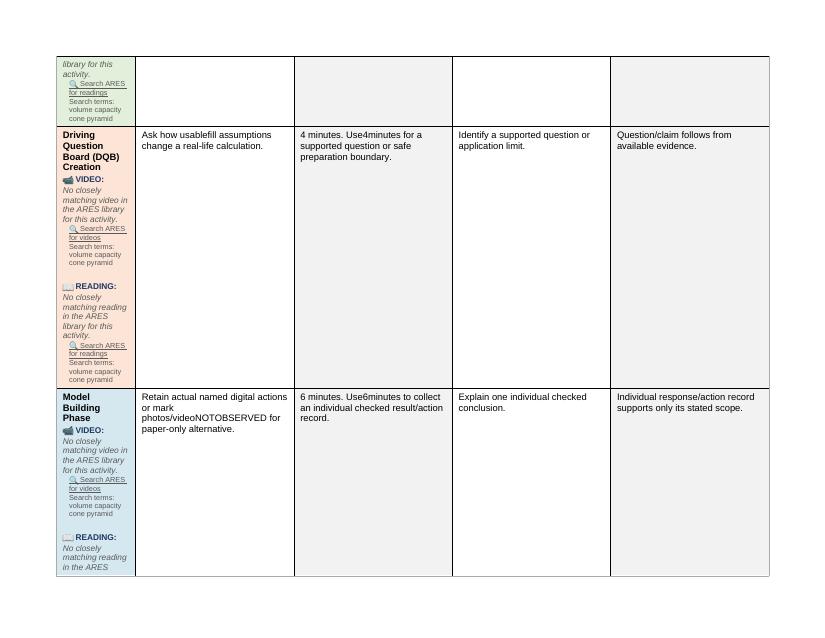 library for this
activity.
🔍 Search ARES
for readings
Search terms:
volume capacity
cone pyramid
Driving
Question
Board (DQB)
Creation
📹 VIDEO:
No closely
matching video in
the ARES library
for this activity.
🔍 Search ARES
for videos
Search terms:
volume capacity
cone pyramid
📖 READING:
No closely
matching reading
in the ARES
library for this
activity.
🔍 Search ARES
for readings
Search terms:
volume capacity
cone pyramid
Ask how usablefill assumptions
change a real-life calculation.
4 minutes. Use4minutes for a
supported question or safe
preparation boundary.
Identify a supported question or
application limit.
Question/claim follows from
available evidence.
Model
Building
Phase
📹 VIDEO:
No closely
matching video in
the ARES library
for this activity.
🔍 Search ARES
for videos
Search terms:
volume capacity
cone pyramid
📖 READING:
No closely
matching reading
in the ARES
Retain actual named digital actions
or mark
photos/videoNOTOBSERVED for
paper-only alternative.
6 minutes. Use6minutes to collect
an individual checked result/action
record.
Explain one individual checked
conclusion.
Individual response/action record
supports only its stated scope.